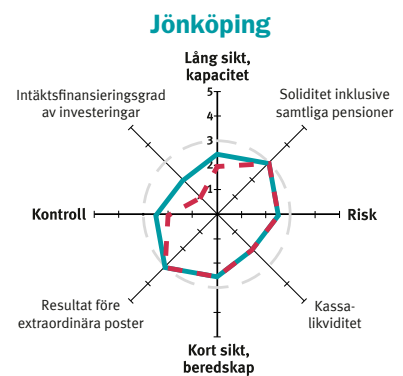 Jönköping
Lång sikt,
kapacitet
Intäktsfinansieringsgrad
av investeringar
Soliditet inklusive
samtliga pensioner
5
4
3
2
1
Kontroll
Risk
Resultat före
extraordinära poster
Kassa-
likviditet
Kort sikt,
beredskap